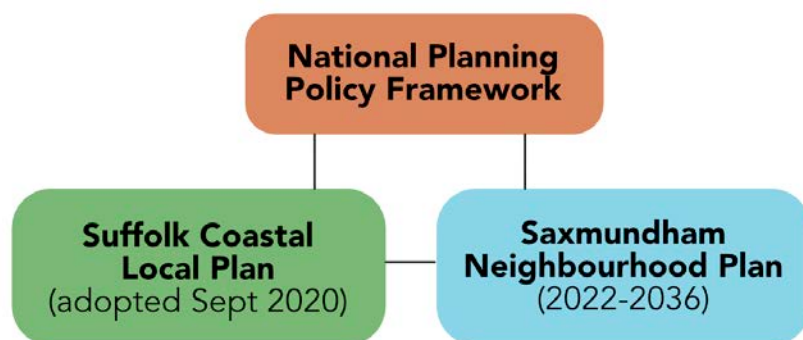 National Planning
Policy Framework
Suffolk Coastal
Local Plan
(adopted Sept 2020)
Saxmundham
Neighbourhood Plan
(2022-2036)